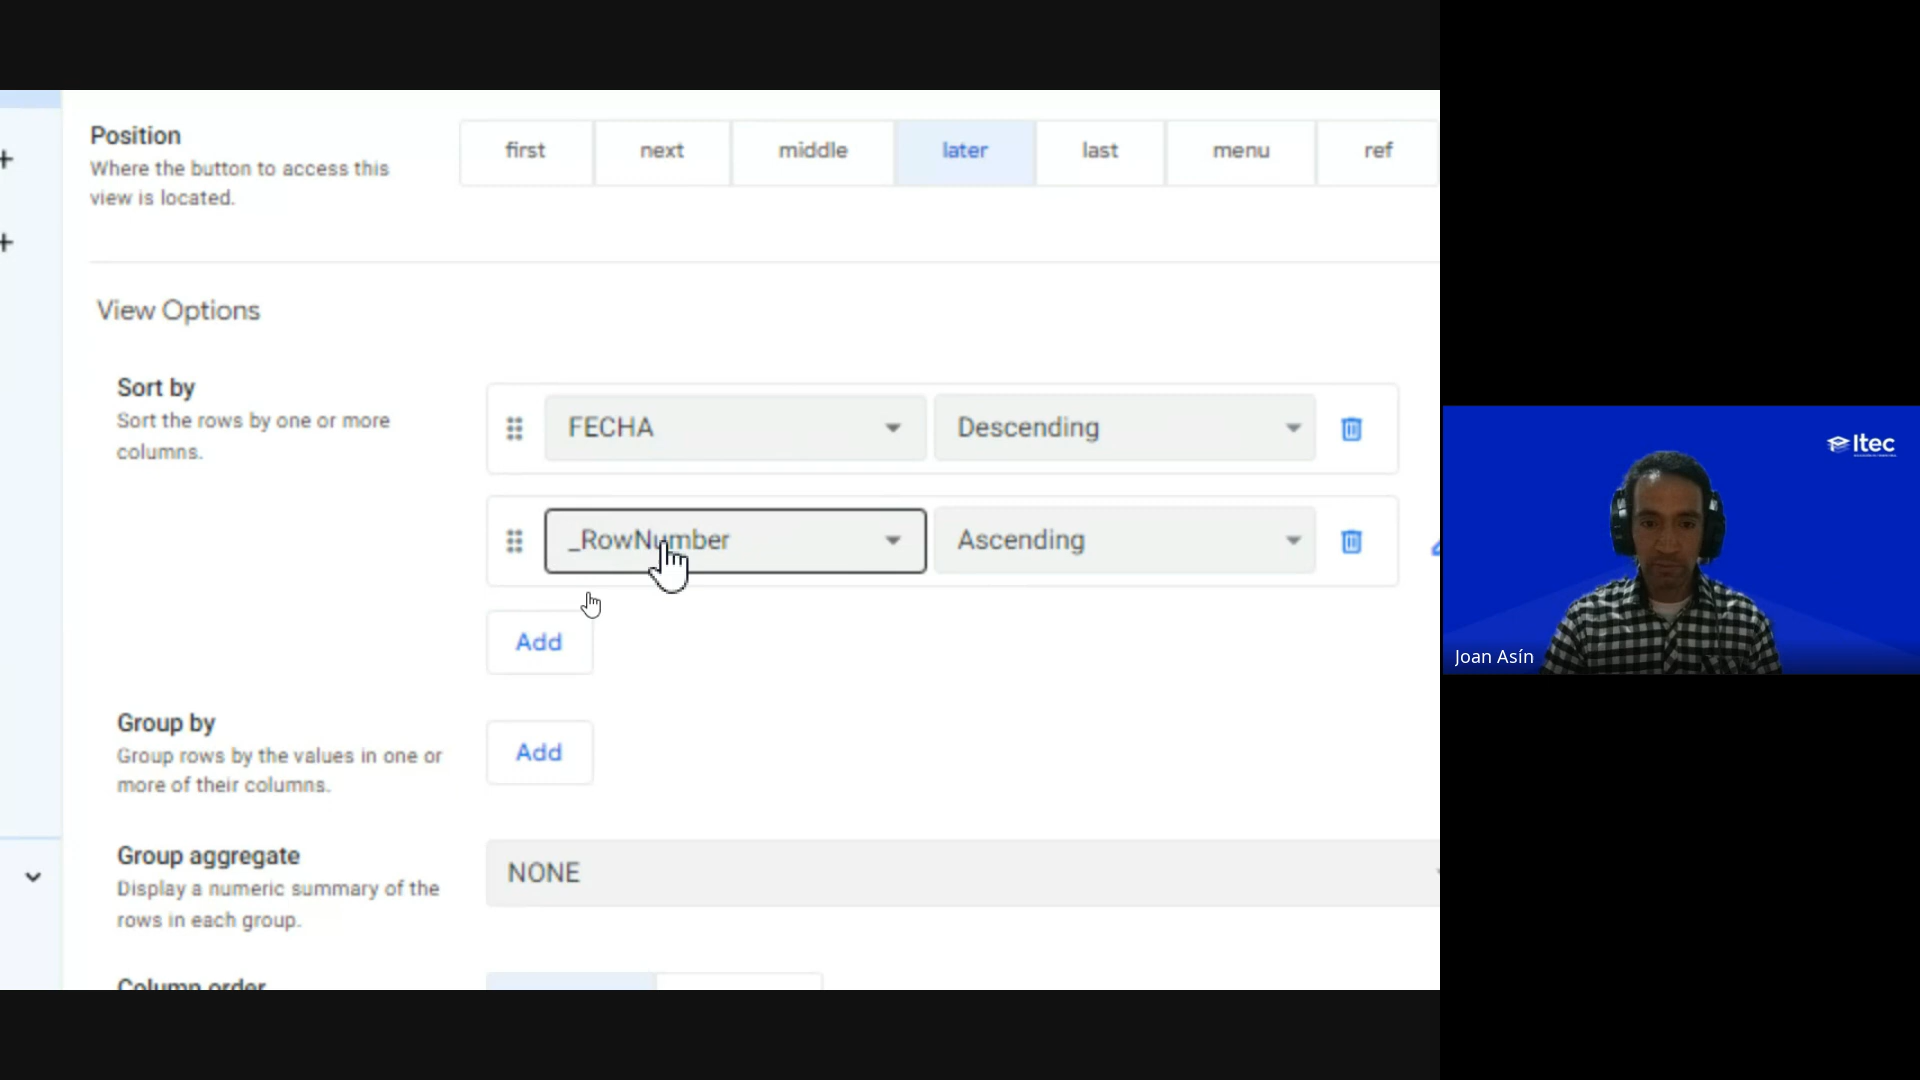 Position
Where the button to access this
view is located.
first
next
middle
later
last
menu
ref
View Options
Sort by
Sort the rows by one or more
columns.
FECHA
Descending
_RowNumber
Ascending
Add
Group by
Group rows by the values in one or
more of their columns.
Add
Group aggregate
Display a numeric summary of the
rows in each group.
NONE
Column order
Itec
Joan Asín